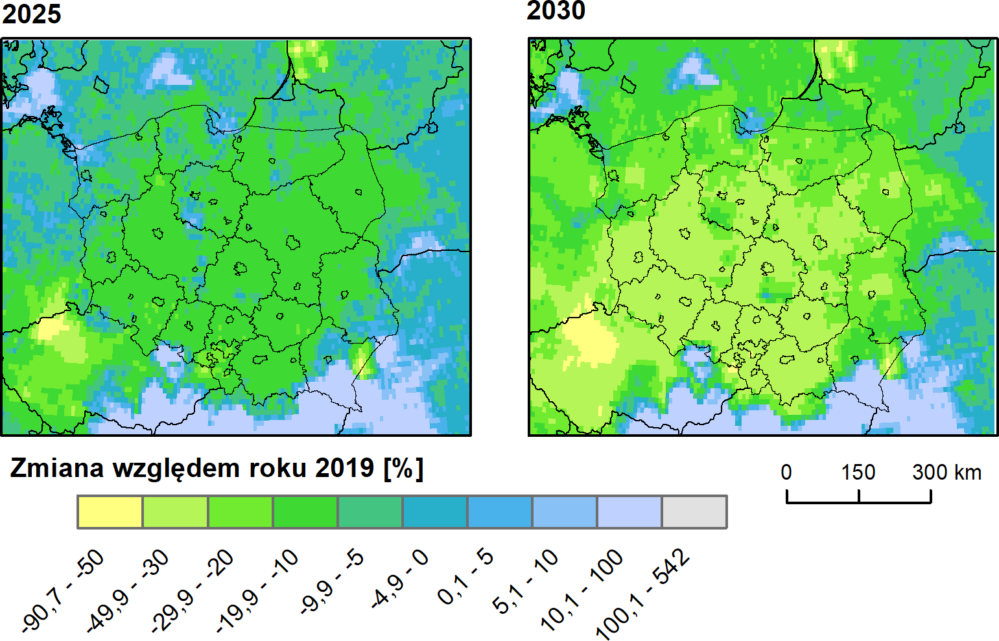 2025
2030
Zmiana względem roku 2019 [%]
0 150 300 km
-90,7 - -50
-49,9 - -30
-29,9 - -20
-19,9 - -10
-9,9 - -5
-4,9 - 0
0,1 - 5
5,1 - 10
10,1 - 100
100,1 - 542